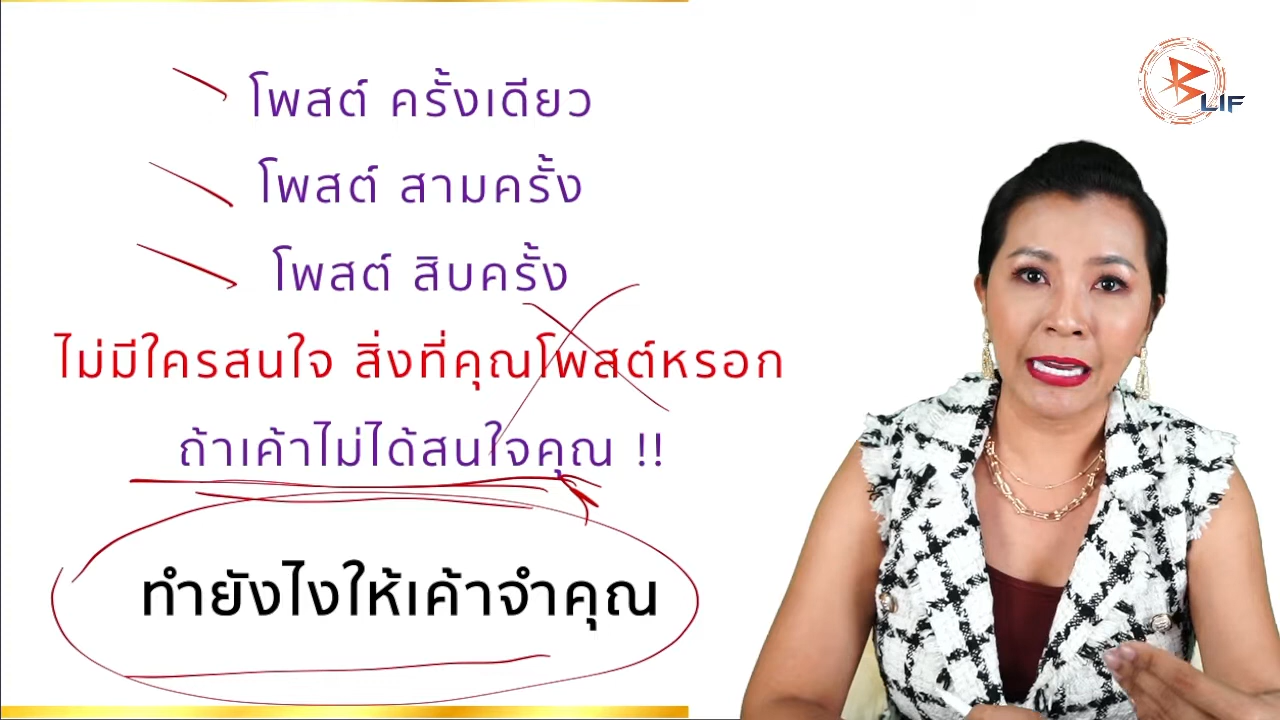 โพสต์ ครั้งเดียว
โพสต์ สามครั้ง
โพสต์ สิบครั้ง
ไม่มีใครสนใจ สิ่งที่คุณโพสต์หรอก
ถ้าเค้าไม่ได้สนใจคุณ !!
ทำยังไงให้เค้าจำคุณ
B LIF